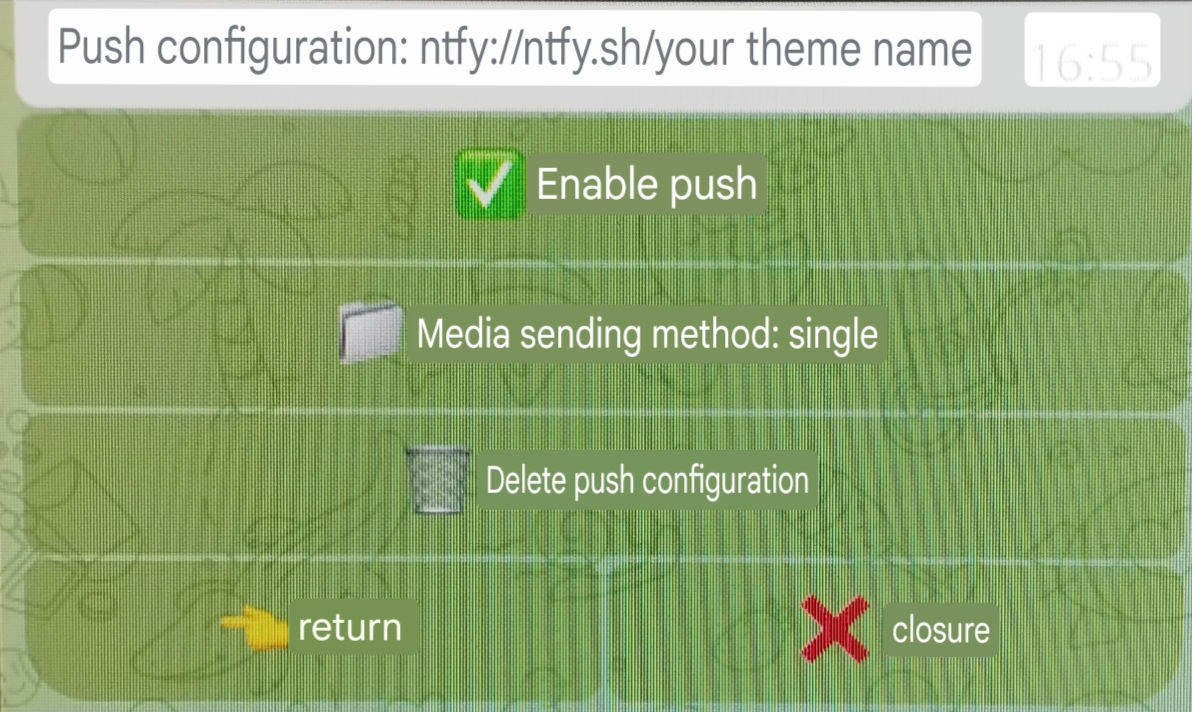 Push configuration: ntfy://ntfy.sh/your theme name
16:55
Enable push
Media sending method: single
Delete push configuration
return
closure